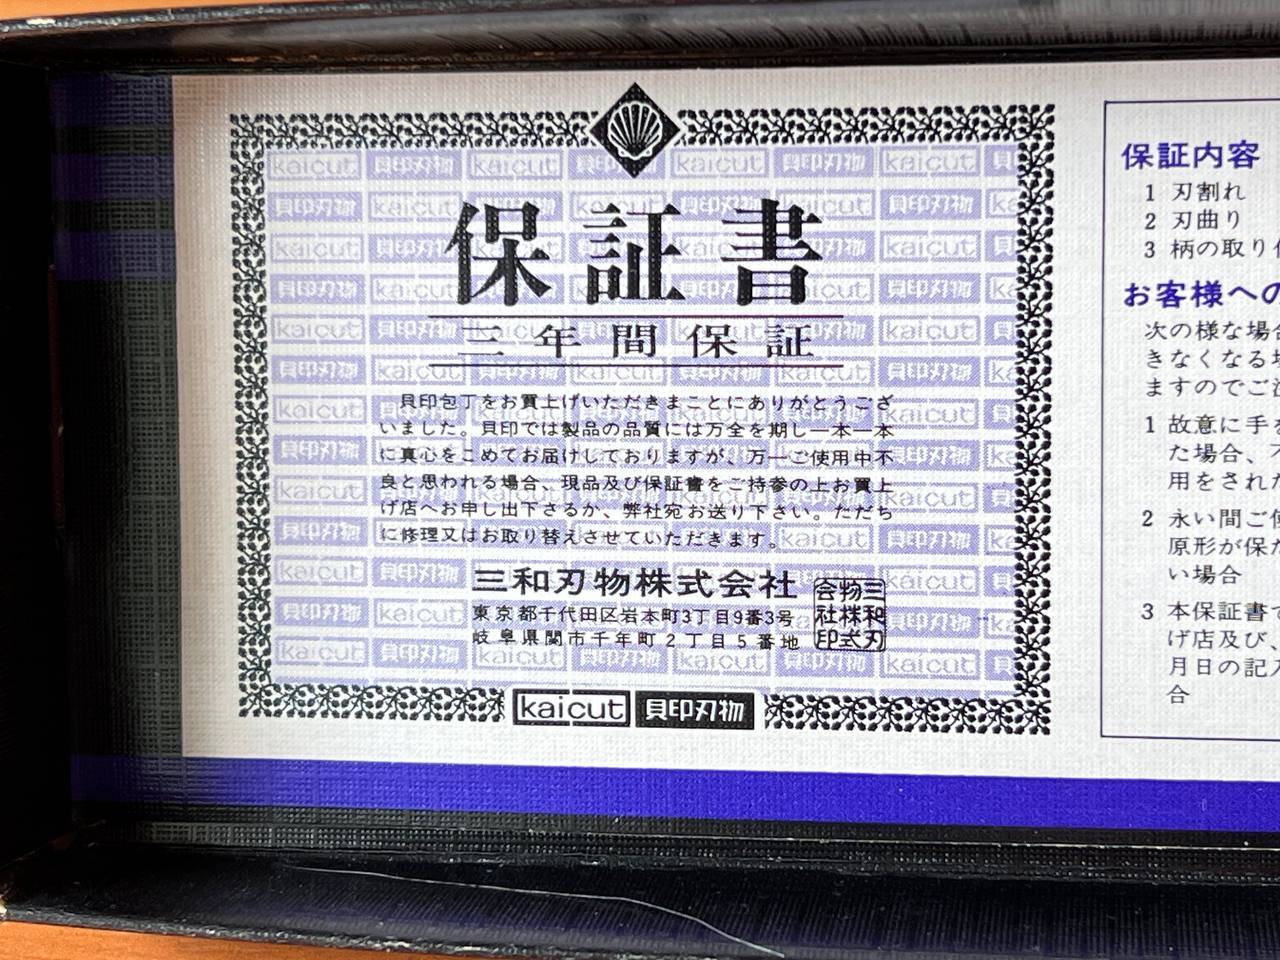 保証書
三年間保証
貝印包丁をお買上げいただきまことにありがとうござ
いました。貝印では製品の品質には万全を期し一本一本
に真心をこめてお届けしておりますが、万一ご使用中不
良と思われる場合、現品及び保証書をご持参の上お買上
げ店へお申し出下さるか、弊社宛お送り下さい。ただち
に修理又はお取り替えさせていただきます。
三和刃物株式会社
東京都千代田区岩本町3丁目9番3号
岐阜県関市千年町2丁目5番地
三和刃物株式会社印
kaicut 貝印刃物
保証内容
1 刃割れ
2 刃曲り
3 柄の取り
お客様への
次の様な場合
きなくなる
ますのでご
1 故意に手を
た場合、
用をされた
2 永い間ご使
原形が保た
い場合
3 本保証書
げ店及び、
月日の記入
合